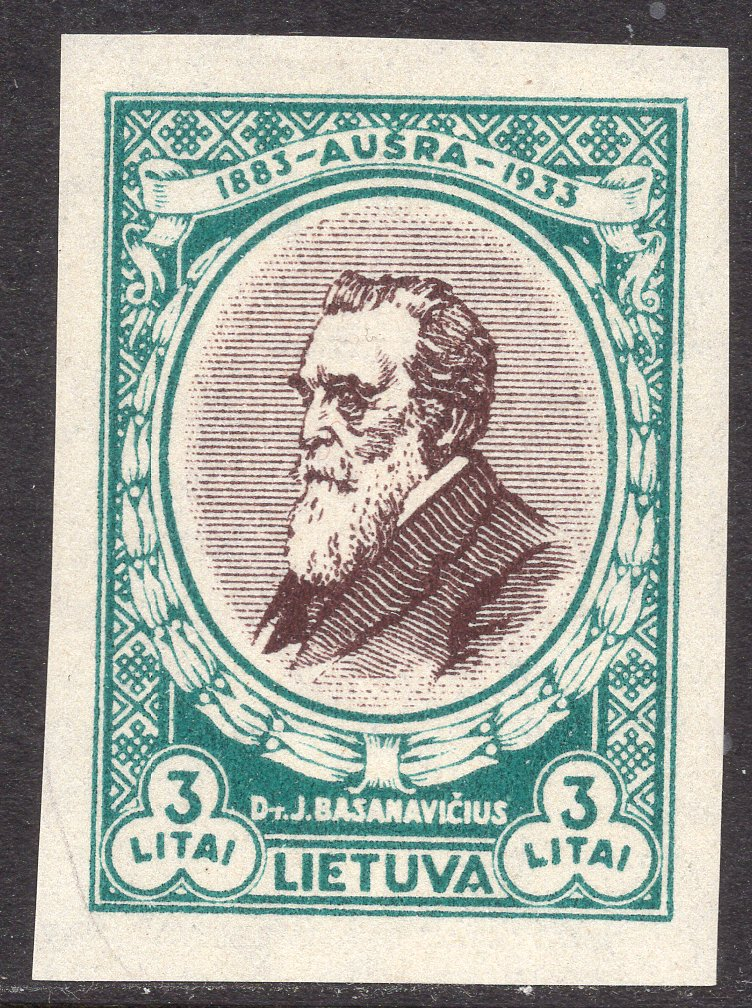 1883-AUŠRA-1933
Dr. J. BASANAVIČIUS
3 LITAI
LIETUVA
3 LITAI